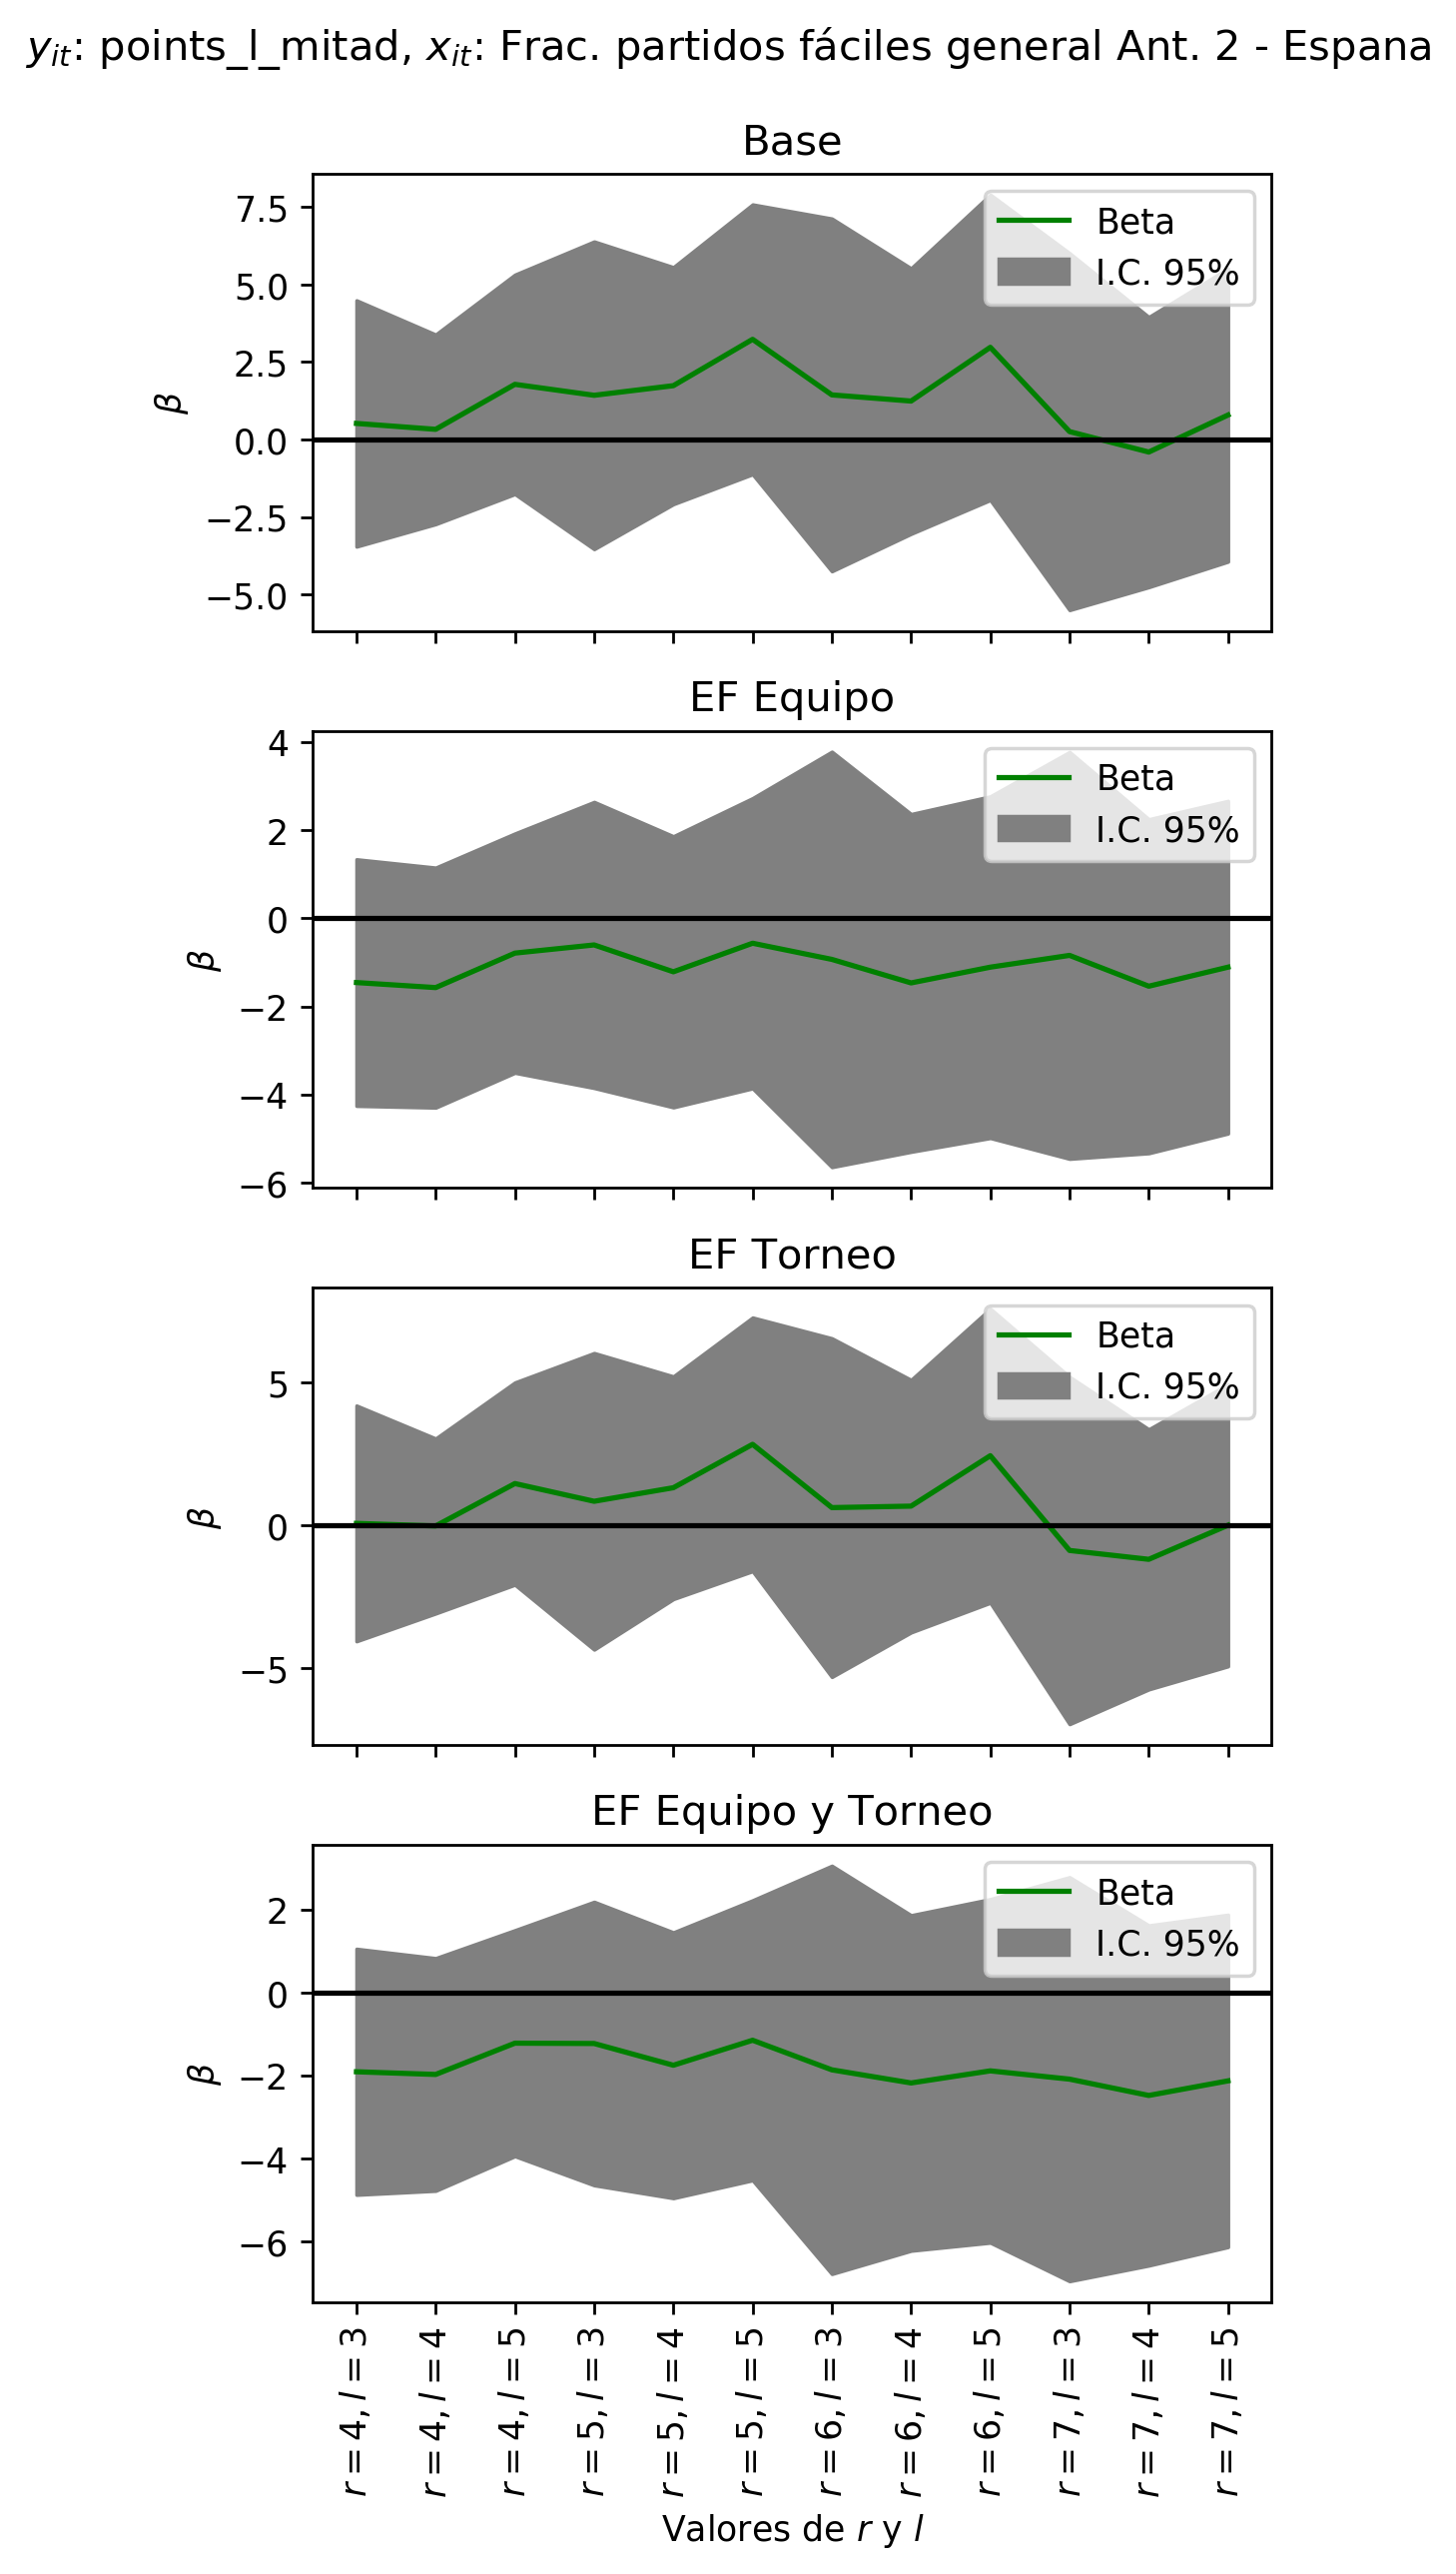 y_it: points_l_mitad, x_it: Frac. partidos fáciles general Ant. 2 - Espana
Base
7.5
5.0
2.5
0.0
−2.5
−5.0
β
Beta
I.C. 95%
EF Equipo
4
2
0
−2
−4
−6
β
Beta
I.C. 95%
EF Torneo
5
0
−5
β
Beta
I.C. 95%
EF Equipo y Torneo
2
0
−2
−4
−6
β
Beta
I.C. 95%
r = 4, l = 3
r = 4, l = 4
r = 4, l = 5
r = 5, l = 3
r = 5, l = 4
r = 5, l = 5
r = 6, l = 3
r = 6, l = 4
r = 6, l = 5
r = 7, l = 3
r = 7, l = 4
r = 7, l = 5
Valores de r y l